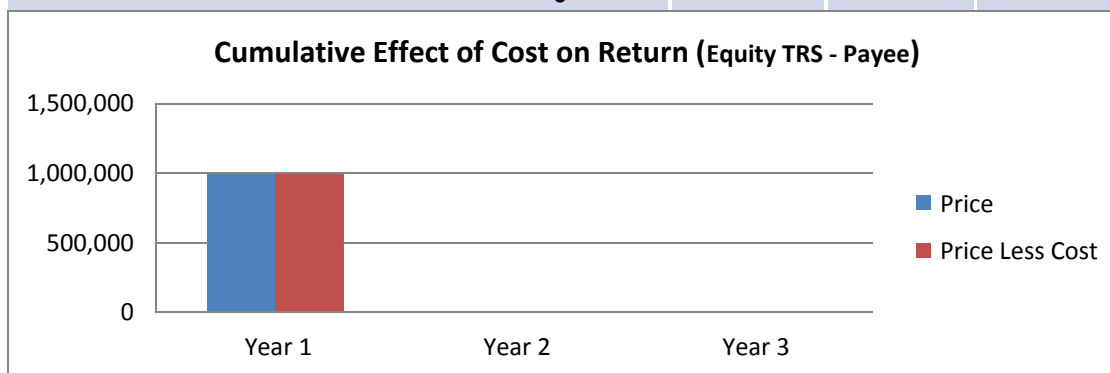 Cumulative Effect of Cost on Return (Equity TRS - Payee)
1,500,000
1,000,000
500,000
0
Year 1 Year 2 Year 3
Price
Price Less Cost